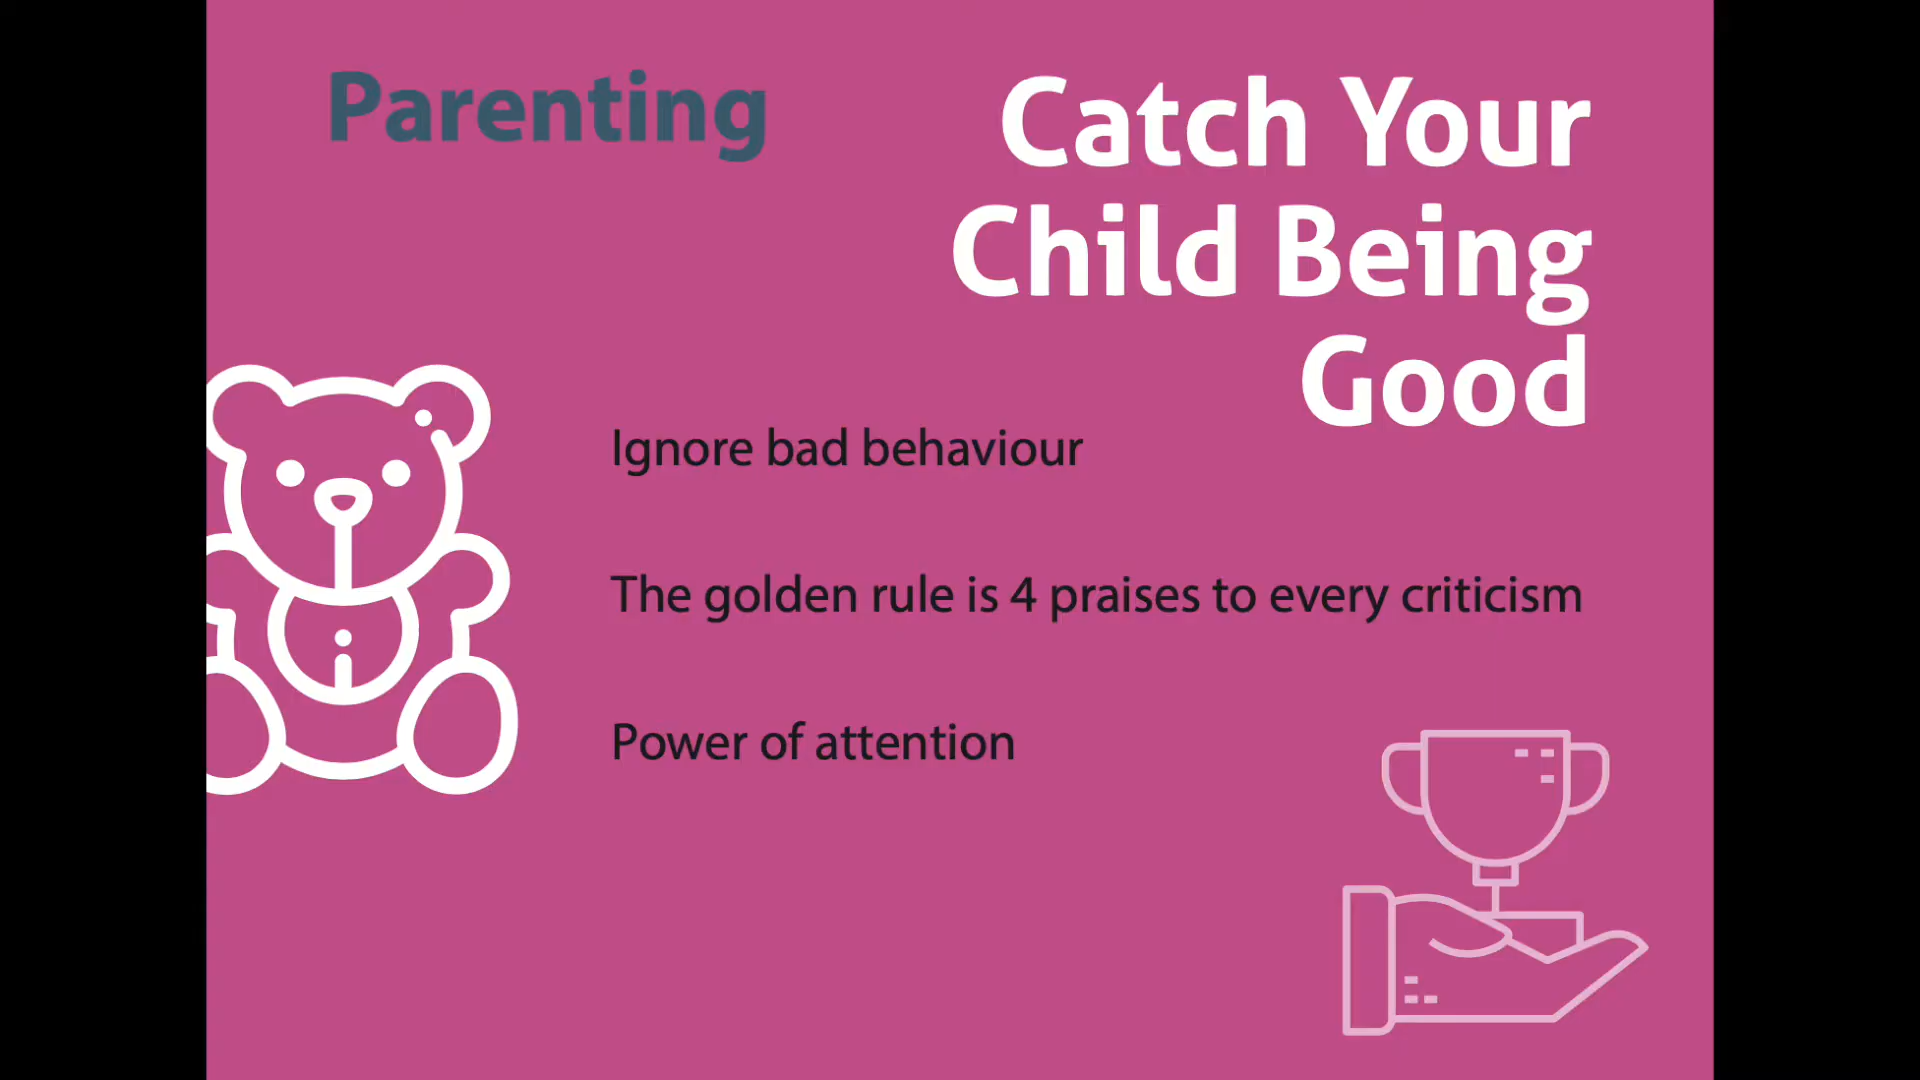 Parenting
Catch Your
Child Being
Good
Ignore bad behaviour
The golden rule is 4 praises to every criticism
Power of attention